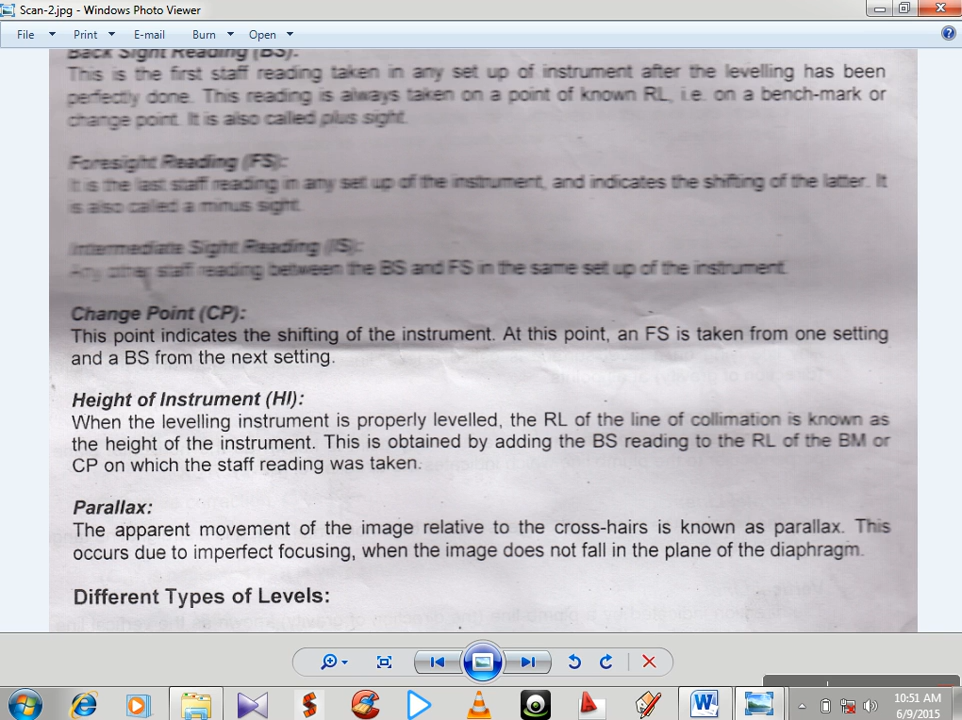 Scan-2.jpg - Windows Photo Viewer
File Print E-mail Burn Open
Back Sight Reading (BS):
This is the first staff reading taken in any set up of instrument after the levelling has been
perfectly done. This reading is always taken on a point of known RL, i.e. on a bench-mark or
change point. It is also called plus sight.
Foresight Reading (FS):
It is the last staff reading in any set up of the instrument, and indicates the shifting of the latter. It
is also called a minus sight.
Intermediate Sight Reading (IS):
Any other staff reading between the BS and FS in the same set up of the instrument.
Change Point (CP):
This point indicates the shifting of the instrument. At this point, an FS is taken from one setting
and a BS from the next setting.
Height of Instrument (HI):
When the levelling instrument is properly levelled, the RL of the line of collimation is known as
the height of the instrument. This is obtained by adding the BS reading to the RL of the BM or
CP on which the staff reading was taken.
Parallax:
The apparent movement of the image relative to the cross-hairs is known as parallax. This
occurs due to imperfect focusing, when the image does not fall in the plane of the diaphragm.
Different Types of Levels:
10:51 AM
6/9/2015